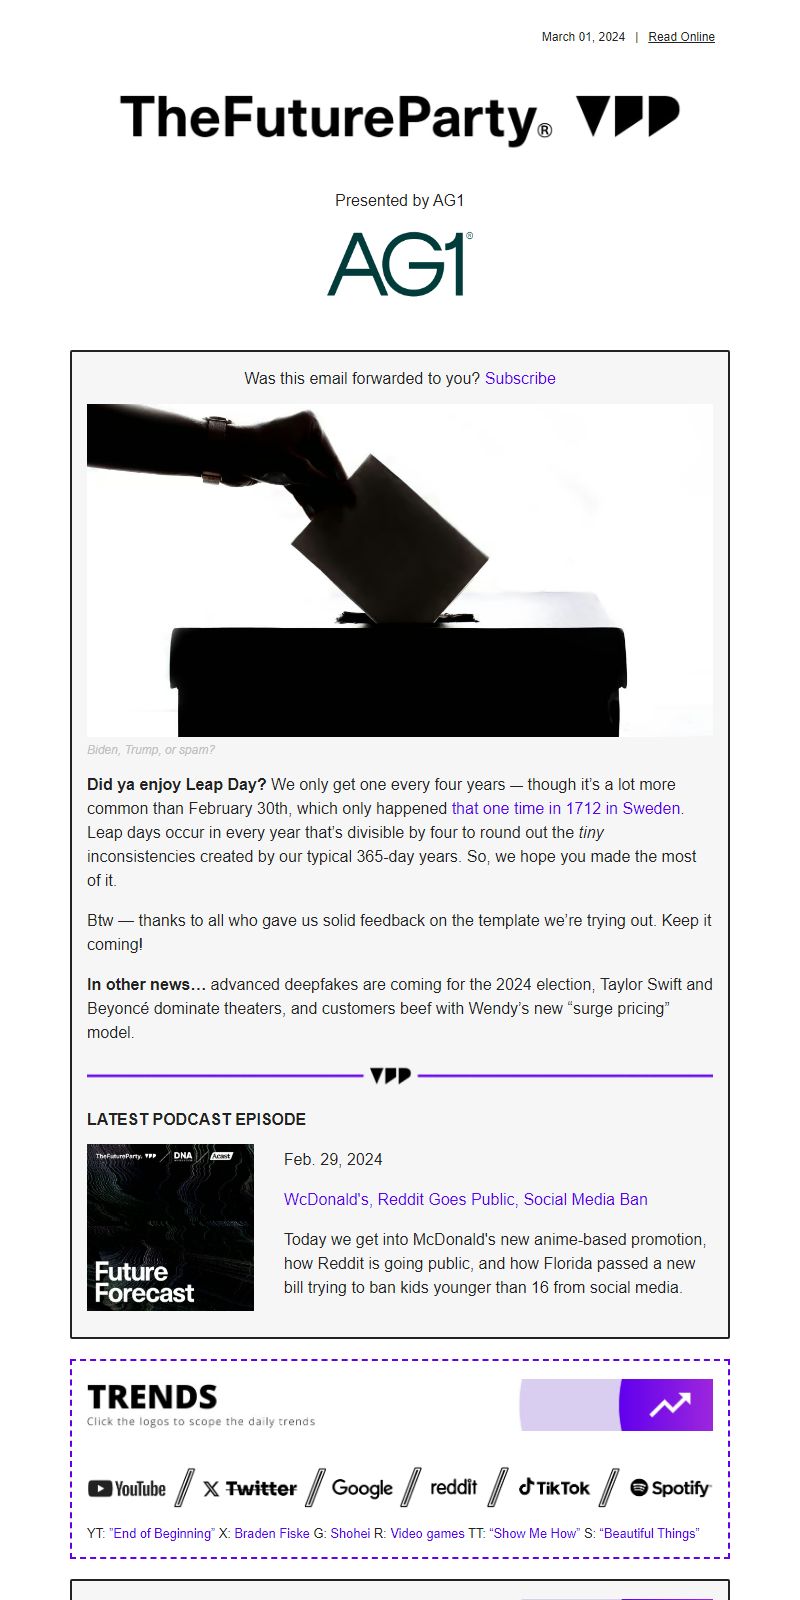 March 01, 2024 | Read Online
TheFutureParty®
Presented by AG1
AG1®
Was this email forwarded to you? Subscribe
Biden, Trump, or spam?
Did ya enjoy Leap Day? We only get one every four years — though it’s a lot more
common than February 30th, which only happened that one time in 1712 in Sweden.
Leap days occur in every year that’s divisible by four to round out the tiny
inconsistencies created by our typical 365-day years. So, we hope you made the most
of it.
Btw — thanks to all who gave us solid feedback on the template we’re trying out. Keep it
coming!
In other news… advanced deepfakes are coming for the 2024 election, Taylor Swift and
Beyoncé dominate theaters, and customers beef with Wendy’s new “surge pricing”
model.
LATEST PODCAST EPISODE
TheFutureParty. DNA Acast
Future
Forecast
Feb. 29, 2024
WcDonald's, Reddit Goes Public, Social Media Ban
Today we get into McDonald's new anime-based promotion,
how Reddit is going public, and how Florida passed a new
bill trying to ban kids younger than 16 from social media.
TRENDS
Click the logos to scope the daily trends
YouTube X Twitter Google reddit TikTok Spotify
YT: ”End of Beginning” X: Braden Fiske G: Shohei R: Video games TT: “Show Me How” S: “Beautiful Things”